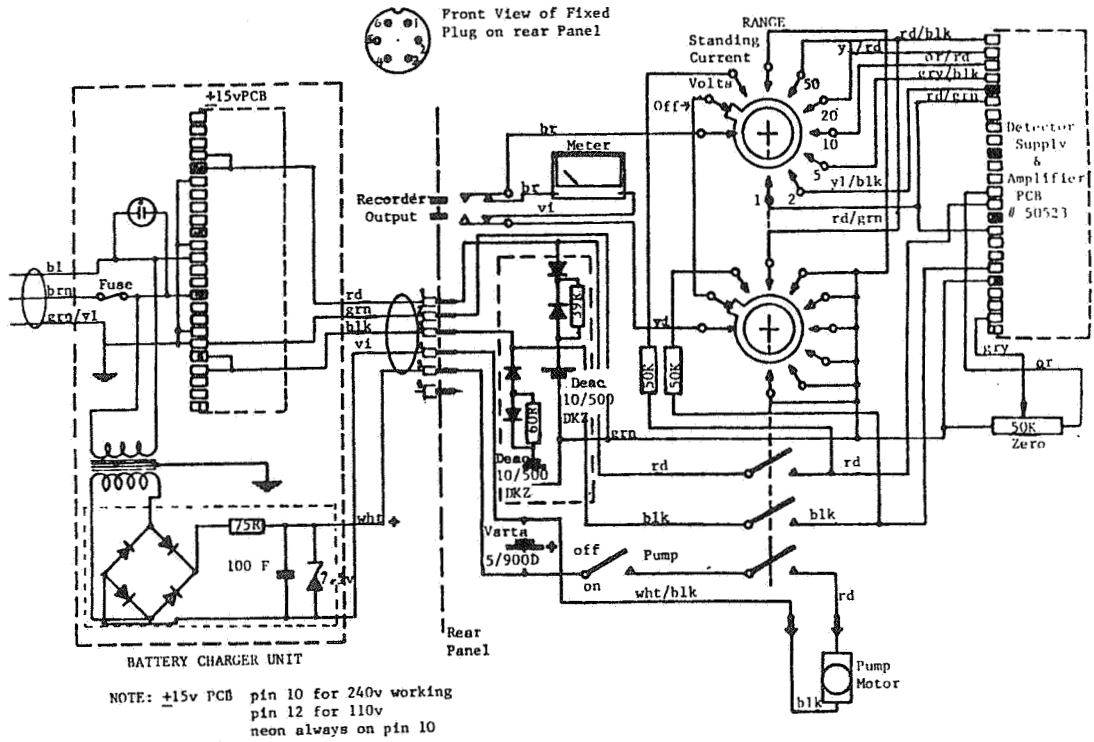 Front View of Fixed
Plug on rear Panel
6 1
5 2
4
RANGE
Standing
Current
Volts
Off
50
20
10
5
2
1
rd/blk
yl/rd
or/rd
gry/blk
rd/grn
yl/blk
rd/grn
Detector
Supply
&
Amplifier
PCB
# 50523
+15vPCB
br
Meter
br
vi
Recorder
Output
bl
Fuse
brn
grn/yl
rd
grn
blk
vi
39K
60R
Deac
10/500
DKZ
Deac
10/500
DKZ
50K
50K
gry
or
50K
Zero
grn
rd
rd
blk
blk
75R
wht +
100 F
Varta
+
5/900D
off
Pump
on
wht/blk
rd
Rear
Panel
Pump
Motor
blk
BATTERY CHARGER UNIT
NOTE: ±15v PCB pin 10 for 240v working
pin 12 for 110v
neon always on pin 10